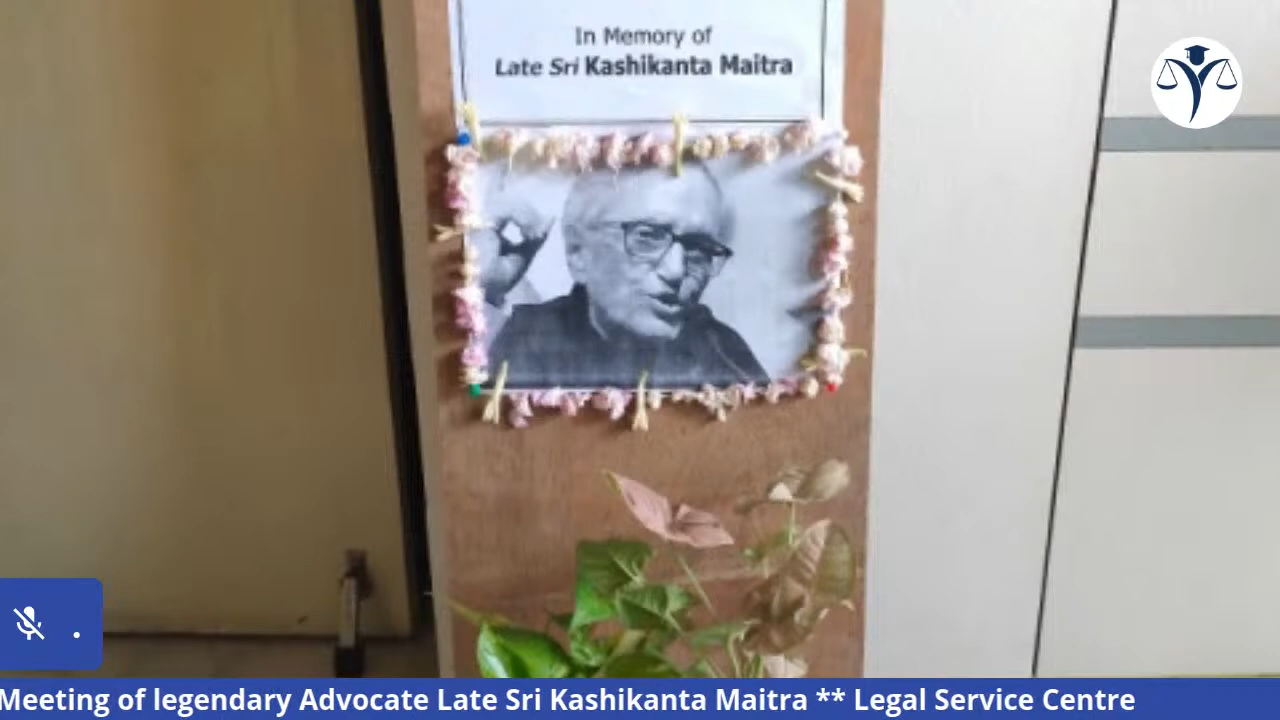 In Memory of
Late Sri Kashikanta Maitra
Meeting of legendary Advocate Late Sri Kashikanta Maitra ** Legal Service Centre